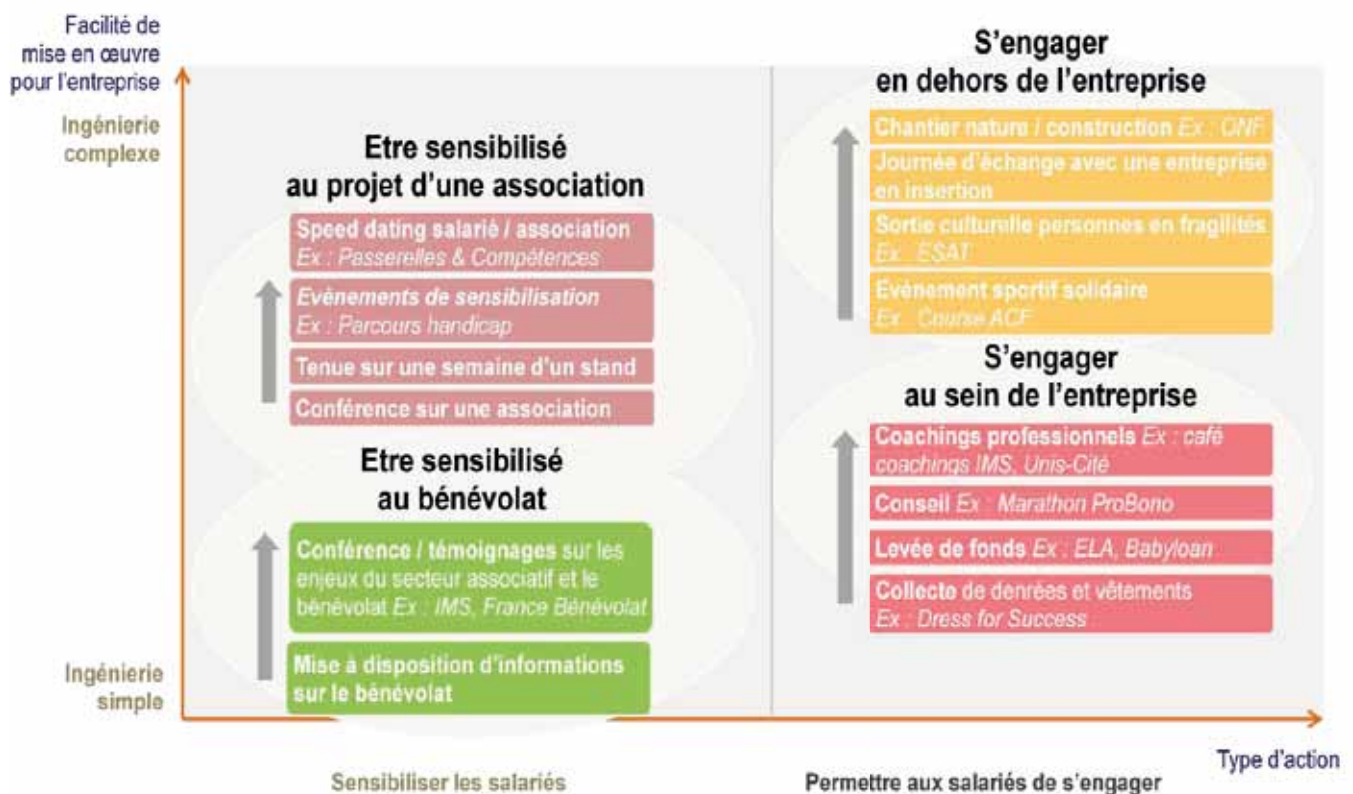 Facilité de
mise en œuvre
pour l'entreprise
Ingénierie
complexe
Etre sensibilisé
au projet d'une association
Speed dating salarié / association
Ex : Passerelles & Compétences
Evènements de sensibilisation
Ex : Parcours handicap
Tenue sur une semaine d'un stand
Conférence sur une association
Etre sensibilisé
au bénévolat
Conférence / témoignages sur les
enjeux du secteur associatif et le
bénévolat Ex : IMS, France Bénévolat
Mise à disposition d'informations
sur le bénévolat
Ingénierie
simple
S'engager
en dehors de l'entreprise
Chantier nature / construction Ex : ONF
Journée d'échange avec une entreprise
en insertion
Sortie culturelle personnes en fragilités
Ex : ESAT
Evènement sportif solidaire
Ex : Course ACF
S'engager
au sein de l'entreprise
Coachings professionnels Ex : café
coachings IMS, Unis-Cité
Conseil Ex : Marathon ProBono
Levée de fonds Ex : ELA, Babyloan
Collecte de denrées et vêtements
Ex : Dress for Success
Type d'action
Sensibiliser les salariés
Permettre aux salariés de s'engager